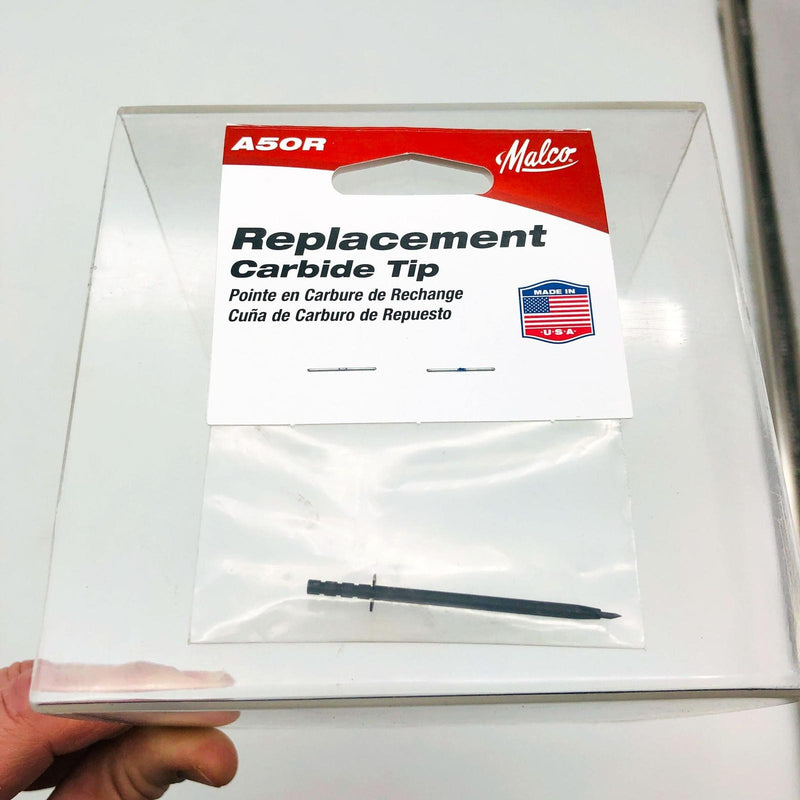 A50R
Malco
Replacement
Carbide Tip
Pointe en Carbure de Rechange
Cuña de Carburo de Repuesto
MADE IN
U·S·A